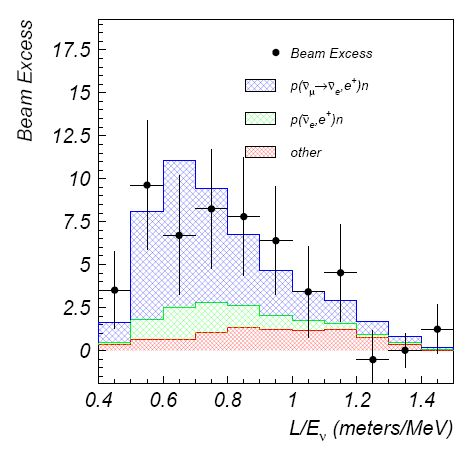 Beam Excess
17.5
15
12.5
10
7.5
5
2.5
0
Beam Excess
p(ν̄μ→ν̄e,e⁺)n
p(ν̄e,e⁺)n
other
0.4 0.6 0.8 1 1.2 1.4
L/Eν (meters/MeV)